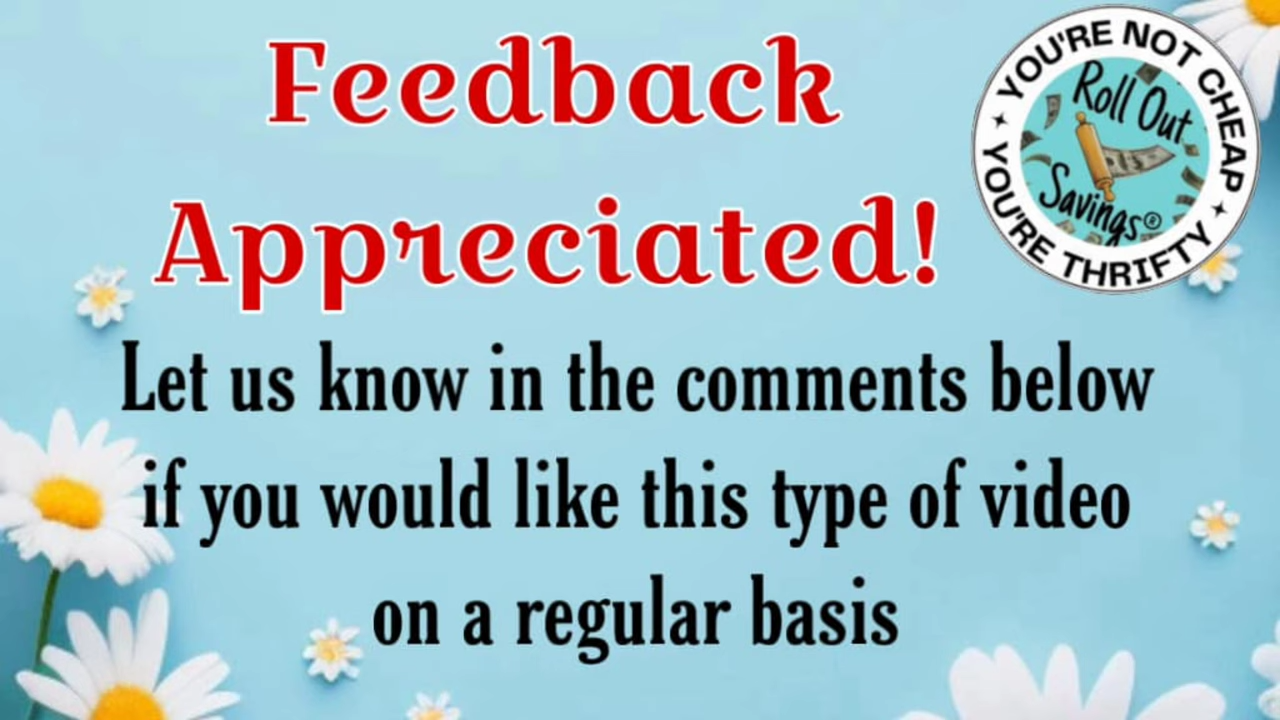 Feedback
Appreciated!
YOU'RE NOT CHEAP
Roll Out
Savings®
YOU'RE THRIFTY
Let us know in the comments below
if you would like this type of video
on a regular basis